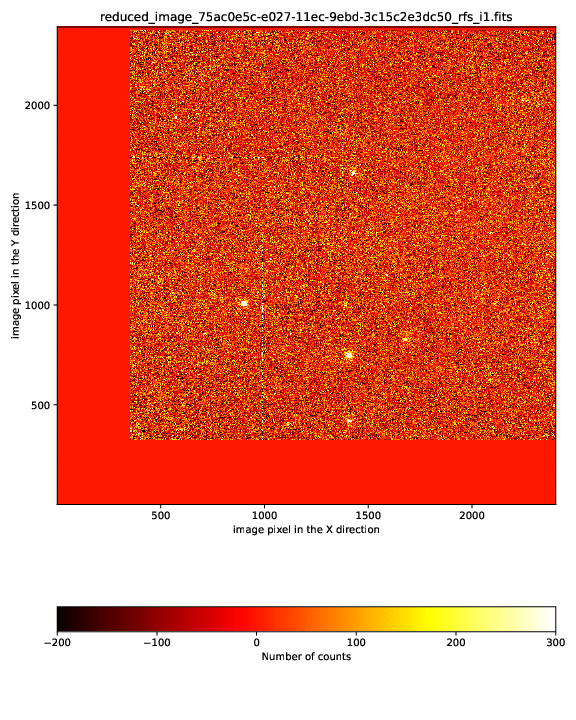 reduced_image_75ac0e5c-e027-11ec-9ebd-3c15c2e3dc50_rfs_i1.fits
2000
1500
1000
500
image pixel in the Y direction
500 1000 1500 2000
image pixel in the X direction
−200 −100 0 100 200 300
Number of counts